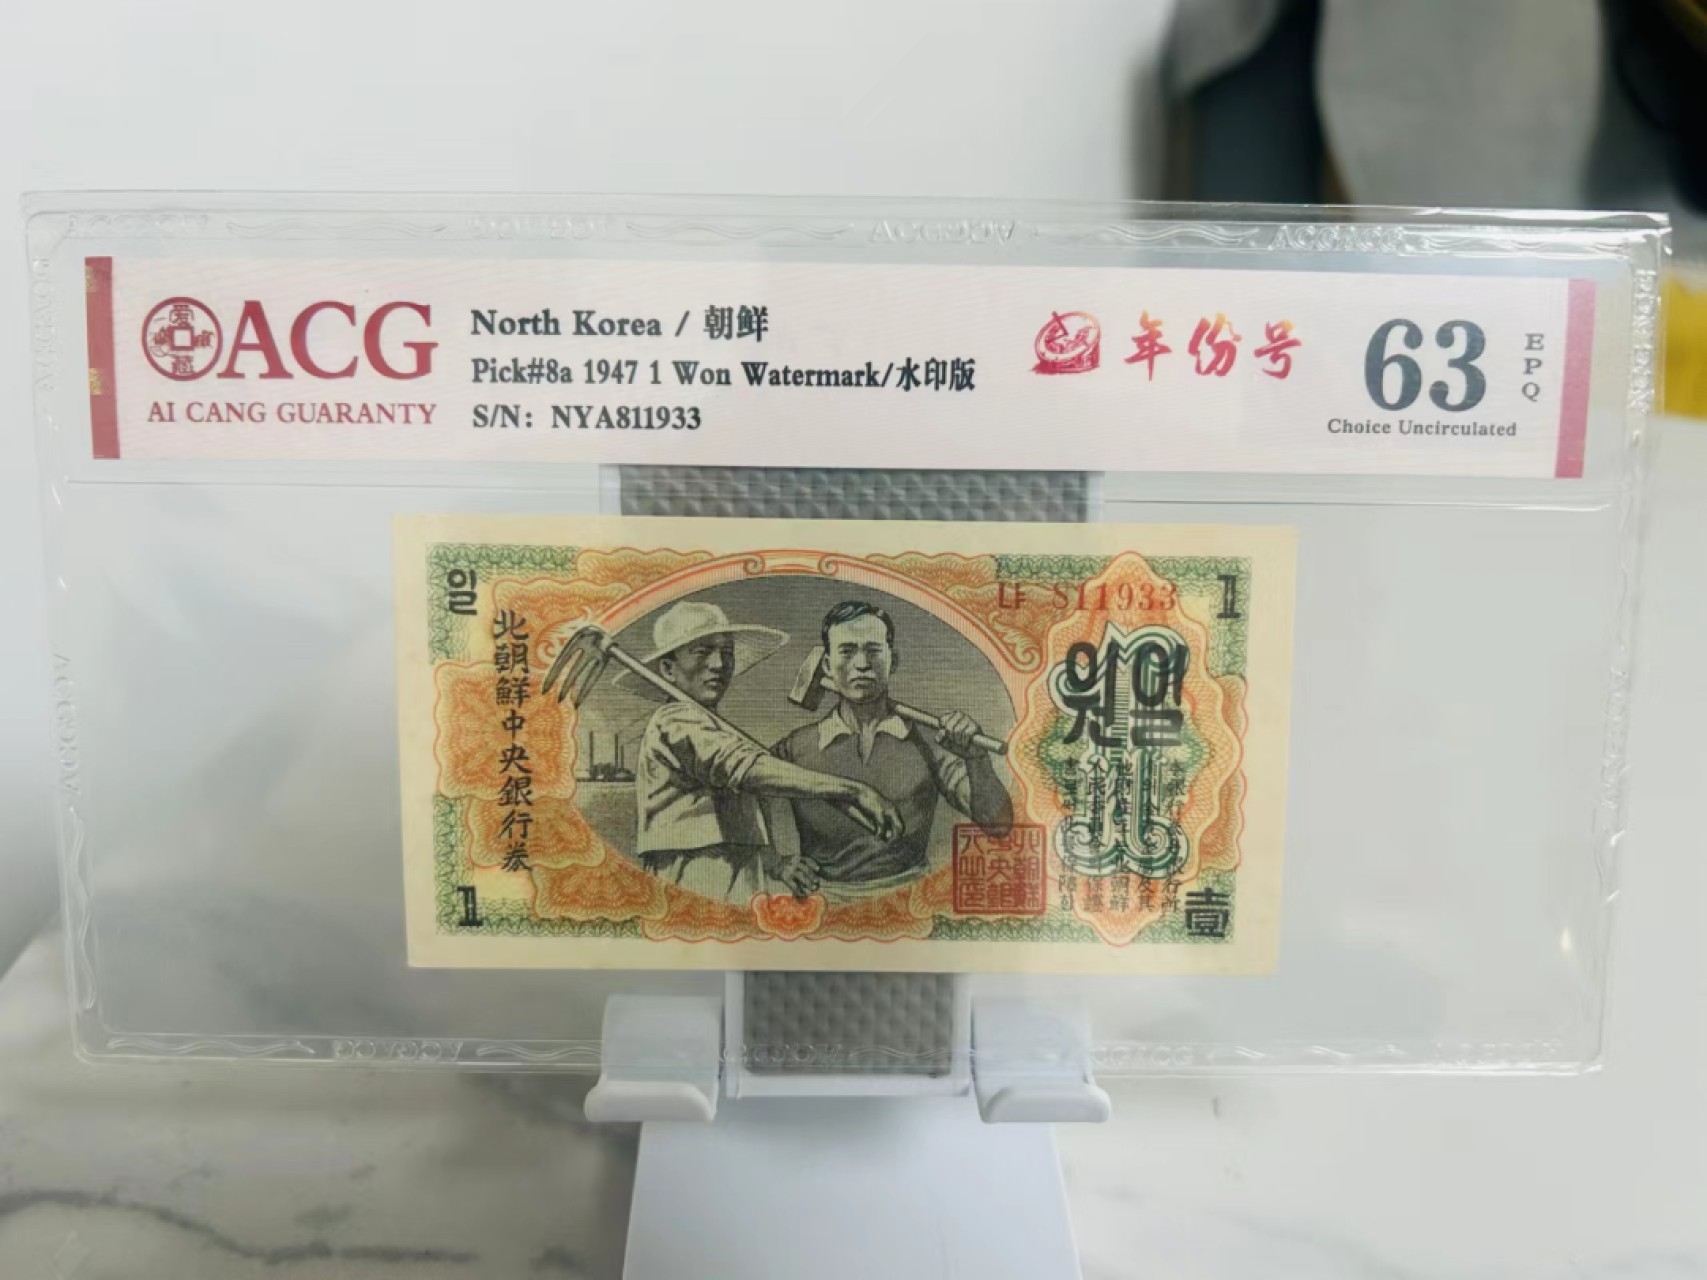 ACG
AI CANG GUARANTY
North Korea / 朝鲜
Pick#8a 1947 1 Won Watermark/水印版
S/N: NYA811933
年份号
63
EPQ
Choice Uncirculated
일
냐 811933
1
北朝鮮中央銀行券
일원
1
1
壹